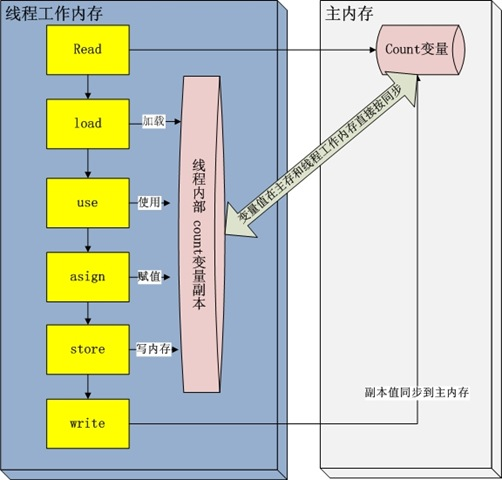 线程工作内存
主内存
Read
Count变量
load
加载
use
使用
asign
赋值
store
写内存
write
线程内部 count变量副本
变量值在主存和线程工作内存直接按同步
副本值同步到主内存